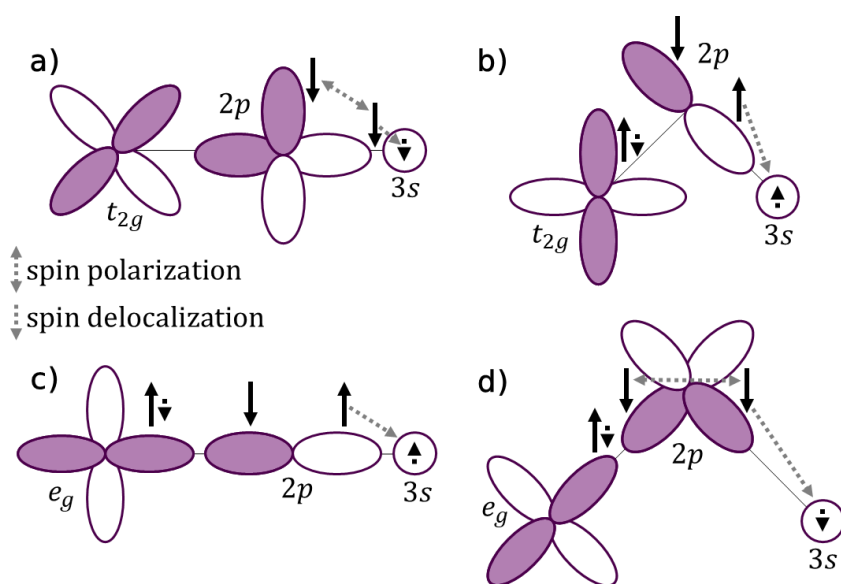 a)
2p
3s
t2g
b)
2p
t2g
3s
spin polarization
spin delocalization
c)
eg
2p
3s
d)
2p
eg
3s